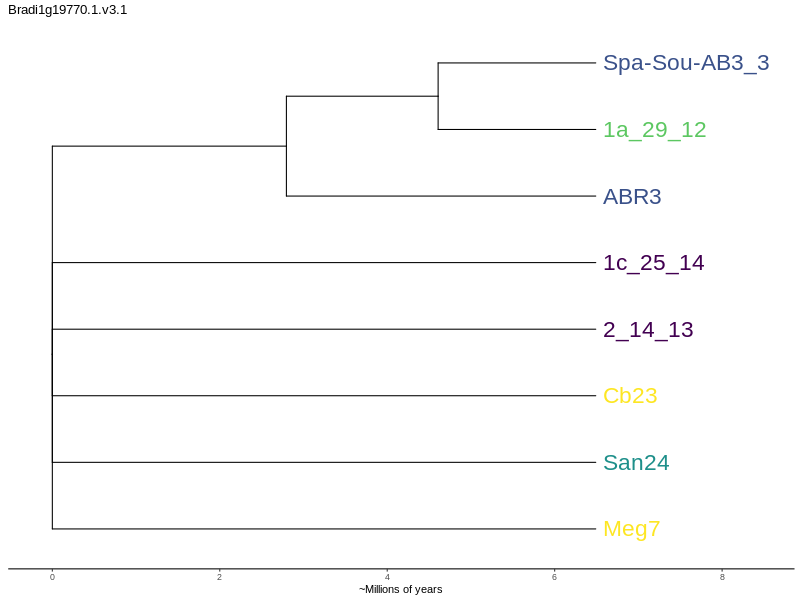 Bradi1g19770.1.v3.1
Spa-Sou-AB3_3
1a_29_12
ABR3
1c_25_14
2_14_13
Cb23
San24
Meg7
0 2 4 6 8
~Millions of years